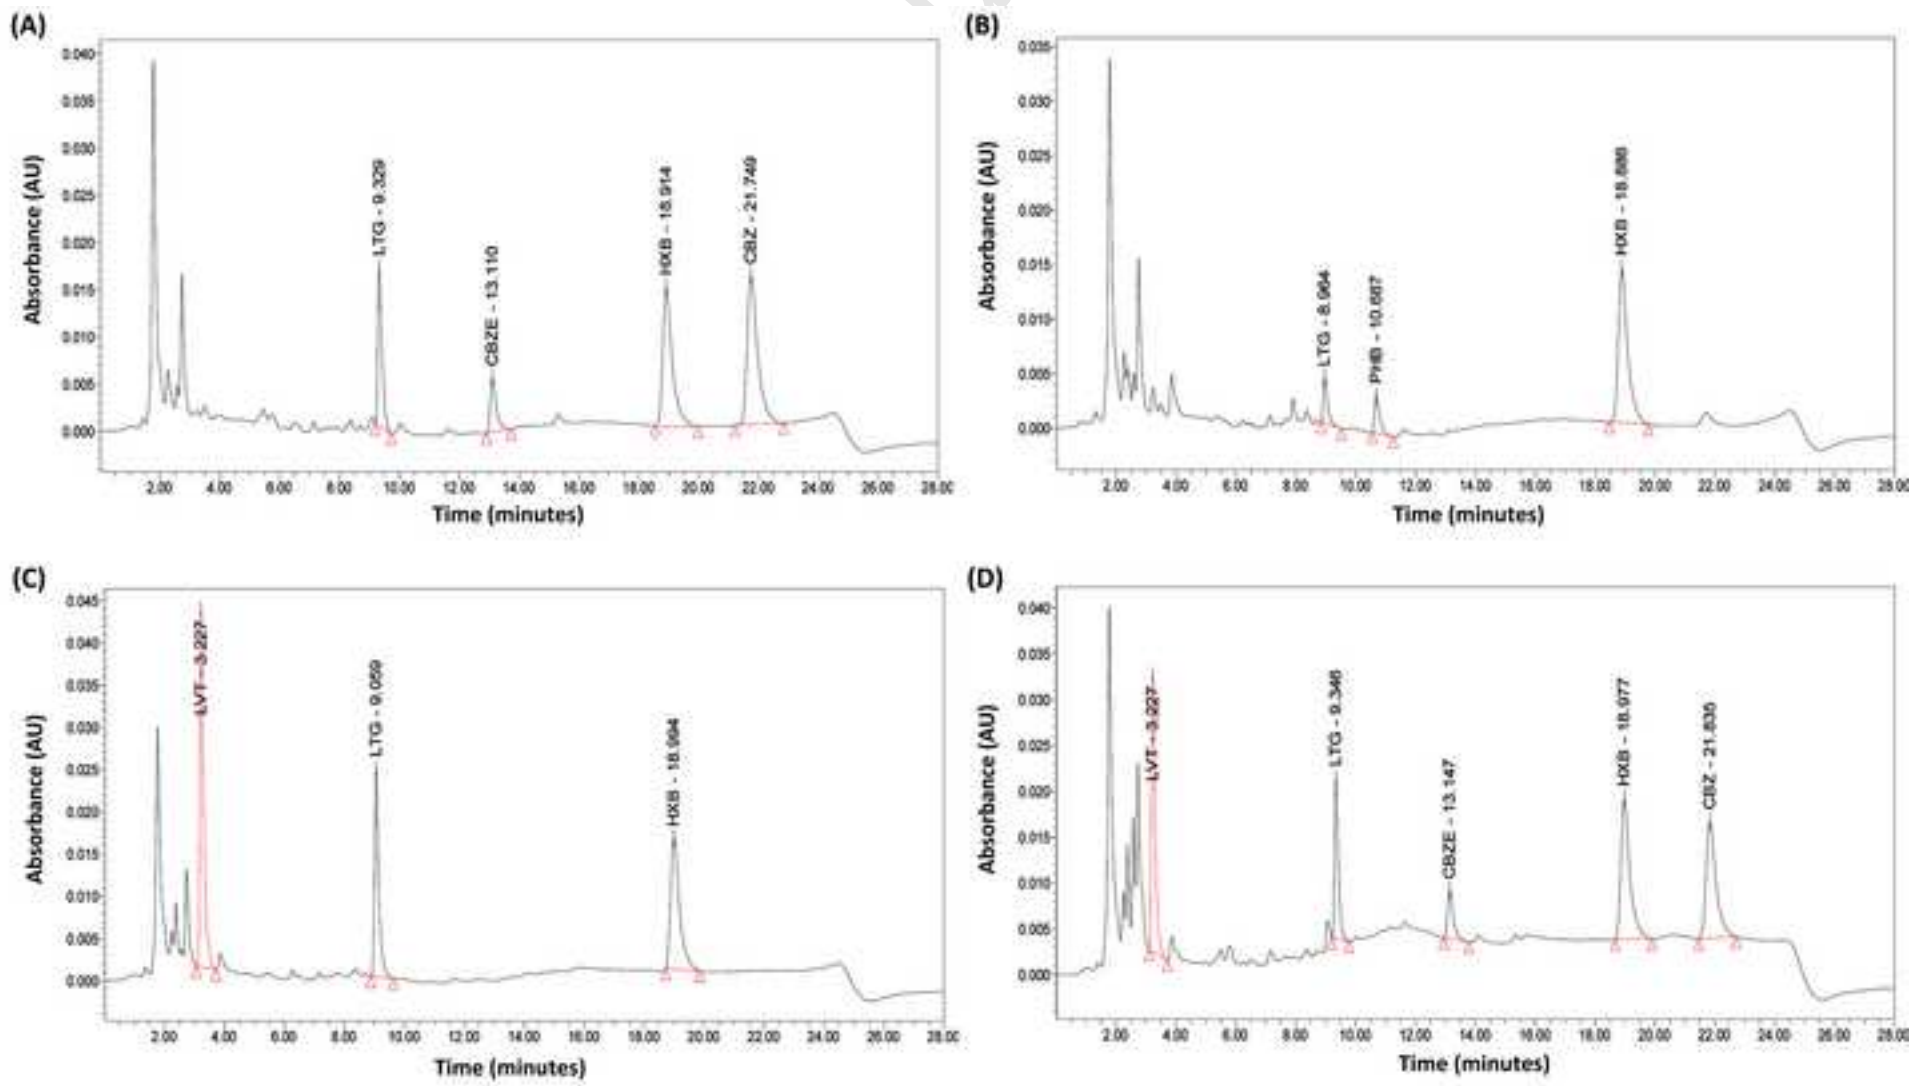 (A)
Absorbance (AU)
0.040
0.035
0.030
0.025
0.020
0.015
0.010
0.005
0.000
LTG - 9.329
CBZE - 13.110
HXB - 18.914
CBZ - 21.749
2.00 4.00 6.00 8.00 10.00 12.00 14.00 16.00 18.00 20.00 22.00 24.00 26.00 28.00
Time (minutes)
(B)
Absorbance (AU)
0.035
0.030
0.025
0.020
0.015
0.010
0.005
0.000
LTG - 8.964
PHB - 10.687
HXB - 18.886
2.00 4.00 6.00 8.00 10.00 12.00 14.00 16.00 18.00 20.00 22.00 24.00 26.00 28.00
Time (minutes)
(C)
Absorbance (AU)
0.045
0.040
0.035
0.030
0.025
0.020
0.015
0.010
0.005
0.000
LVT - 3.227
LTG - 9.059
HXB - 18.994
2.00 4.00 6.00 8.00 10.00 12.00 14.00 16.00 18.00 20.00 22.00 24.00 26.00 28.00
Time (minutes)
(D)
Absorbance (AU)
0.040
0.035
0.030
0.025
0.020
0.015
0.010
0.005
0.000
LVT - 3.227
LTG - 9.346
CBZE - 13.147
HXB - 18.977
CBZ - 21.835
2.00 4.00 6.00 8.00 10.00 12.00 14.00 16.00 18.00 20.00 22.00 24.00 26.00 28.00
Time (minutes)